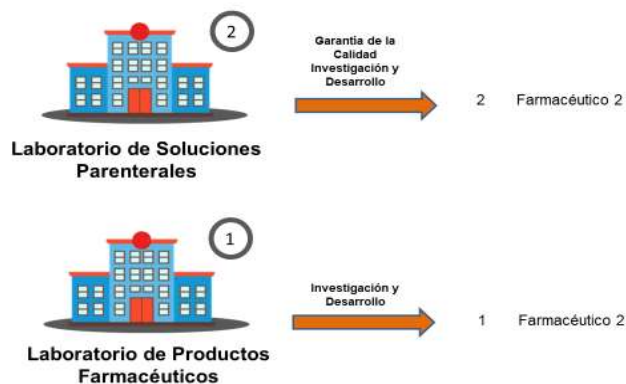 2
Garantía de la
Calidad
Investigación y
Desarrollo
2 Farmacéutico 2
Laboratorio de Soluciones
Parenterales
1
Investigación y
Desarrollo
1 Farmacéutico 2
Laboratorio de Productos
Farmacéuticos